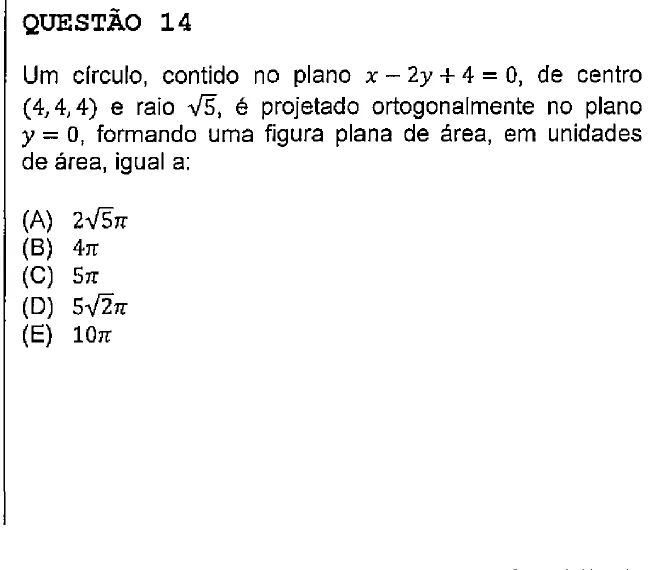 QUESTÃO 14
Um círculo, contido no plano x − 2y + 4 = 0, de centro
(4, 4, 4) e raio √5, é projetado ortogonalmente no plano
y = 0, formando uma figura plana de área, em unidades
de área, igual a:
(A) 2√5π
(B) 4π
(C) 5π
(D) 5√2π
(E) 10π